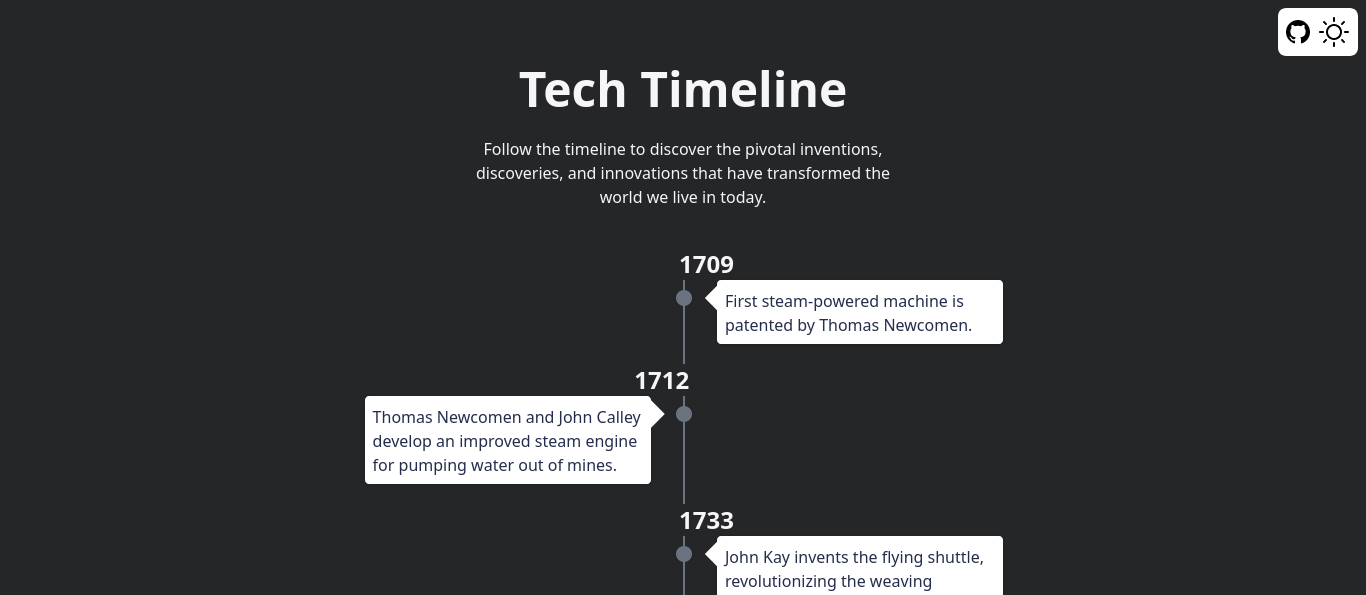 Tech Timeline
Follow the timeline to discover the pivotal inventions,
discoveries, and innovations that have transformed the
world we live in today.
1709
First steam-powered machine is
patented by Thomas Newcomen.
1712
Thomas Newcomen and John Calley
develop an improved steam engine
for pumping water out of mines.
1733
John Kay invents the flying shuttle,
revolutionizing the weaving